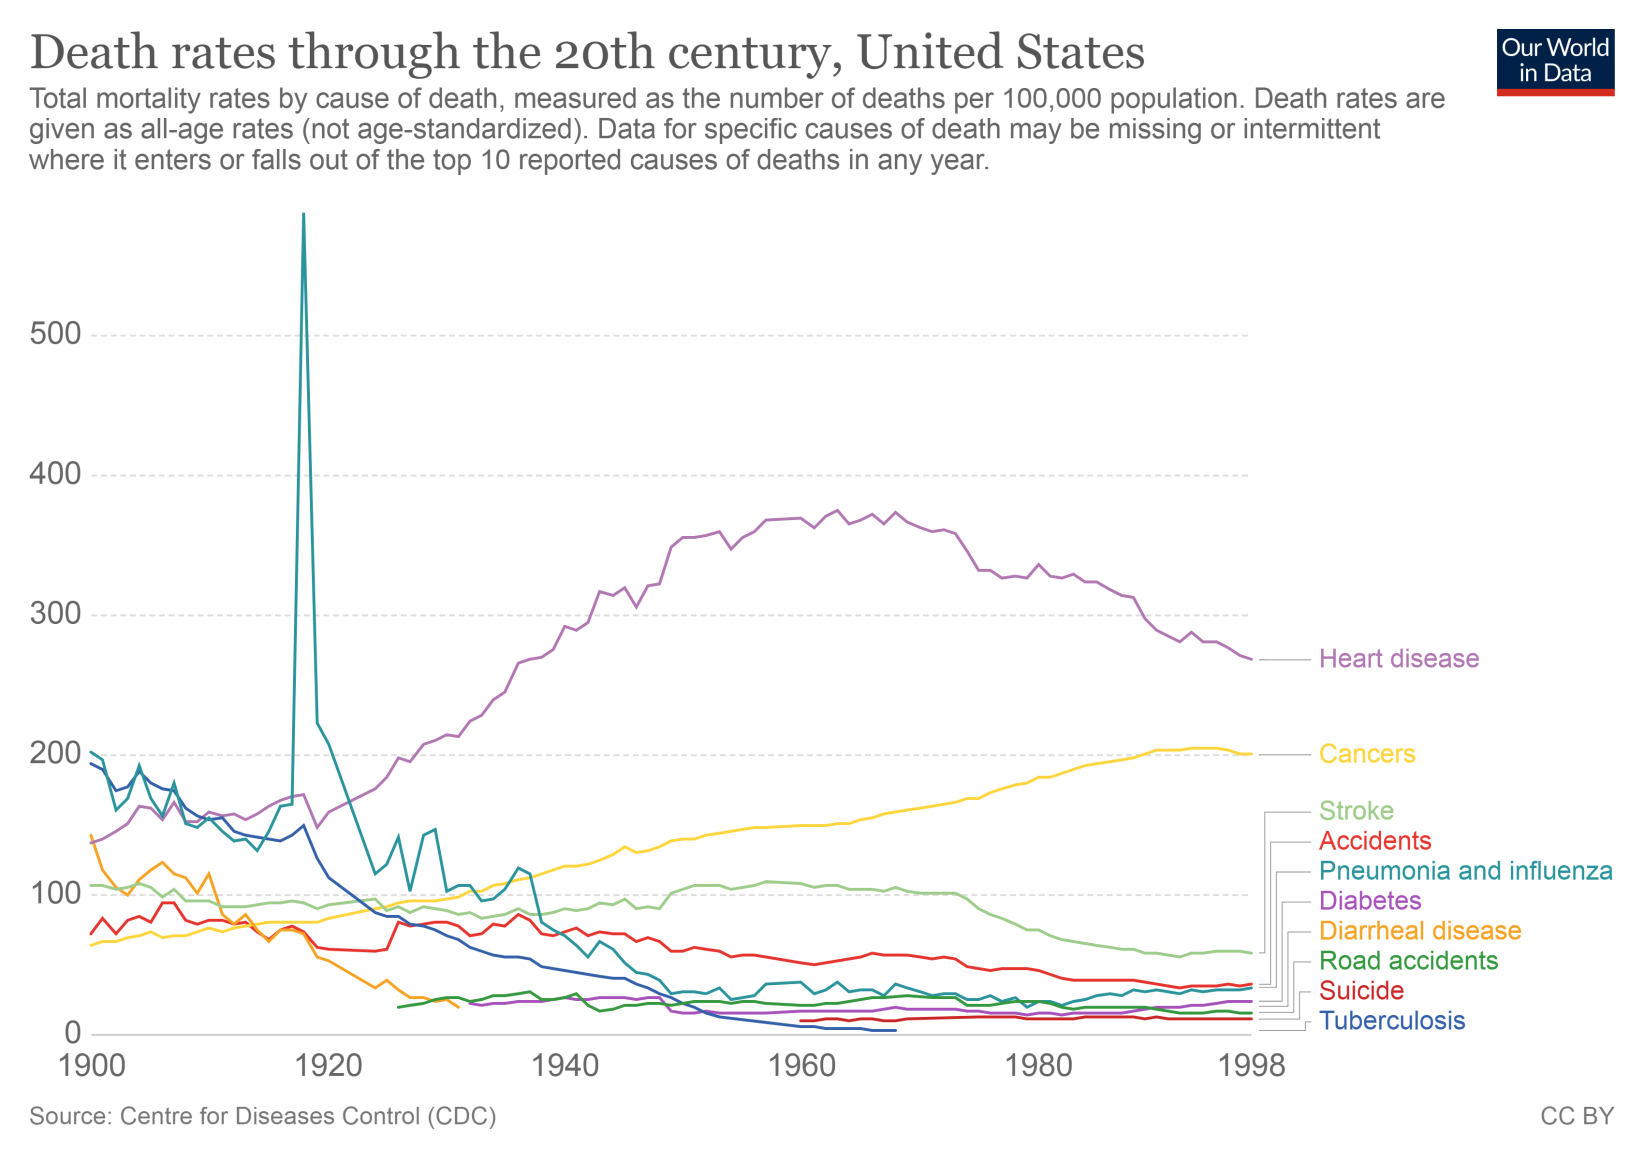 Death rates through the 20th century, United States
Our World
in Data
Total mortality rates by cause of death, measured as the number of deaths per 100,000 population. Death rates are
given as all-age rates (not age-standardized). Data for specific causes of death may be missing or intermittent
where it enters or falls out of the top 10 reported causes of deaths in any year.
500
400
300
200
100
0
Heart disease
Cancers
Stroke
Accidents
Pneumonia and influenza
Diabetes
Diarrheal disease
Road accidents
Suicide
Tuberculosis
1900
1920
1940
1960
1980
1998
Source: Centre for Diseases Control (CDC)
CC BY